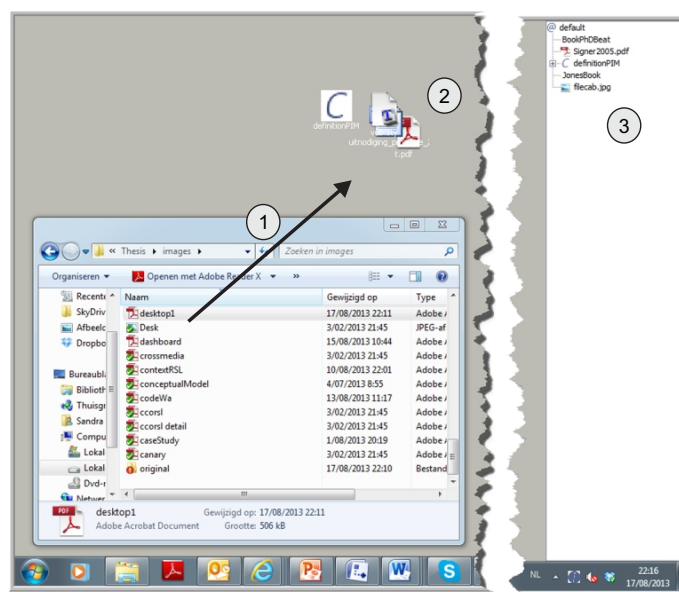 2
C
definitionPIM
uitnodiging_
t.pdf
1
« Thesis ▸ images ▸
Zoeken in images
Organiseren
Openen met Adobe Reader X
»
Naam Gewijzigd op Type
Recente
SkyDriv
Afbeeld
Dropbo
Bureaubl
Biblioth
Thuisgr
Sandra
Compu
Lokal
Lokal
Dvd-r
Netwer
desktop1 17/08/2013 22:11 Adobe A
Desk 3/02/2013 21:45 JPEG-af
dashboard 15/08/2013 10:44 Adobe A
crossmedia 3/02/2013 21:45 Adobe A
contextRSL 10/08/2013 22:01 Adobe A
conceptualModel 4/07/2013 8:55 Adobe A
codeWa 13/08/2013 11:17 Adobe A
ccorsl 3/02/2013 21:45 Adobe A
ccorsl detail 3/02/2013 21:45 Adobe A
caseStudy 1/08/2013 20:19 Adobe A
canary 3/02/2013 21:45 Adobe A
original 17/08/2013 22:10 Bestand
PDF
desktop1 Gewijzigd op: 17/08/2013 22:11
Adobe Acrobat Document Grootte: 506 kB
@ default
BookPhDBeat
Signer2005.pdf
C definitionPIM
JonesBook
filecab.jpg
3
NL
22:16
17/08/2013